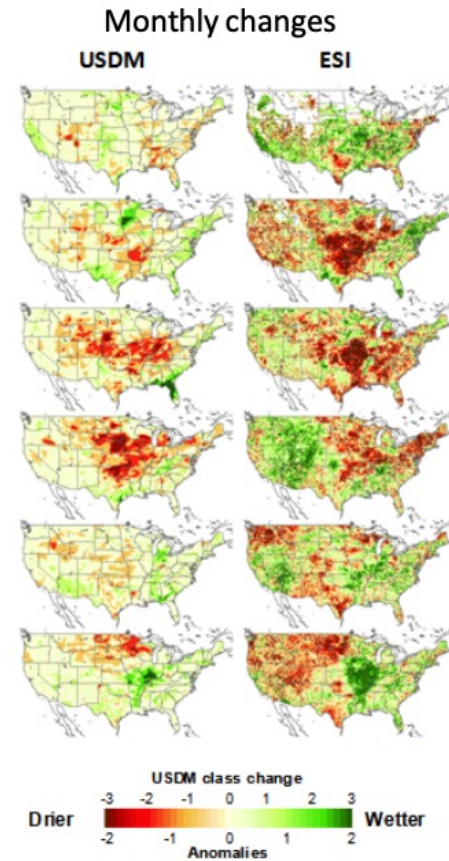 Monthly changes
USDM ESI
USDM class change
-3 -2 -1 0 1 2 3
Drier Wetter
-2 -1 0 1 2
Anomalies